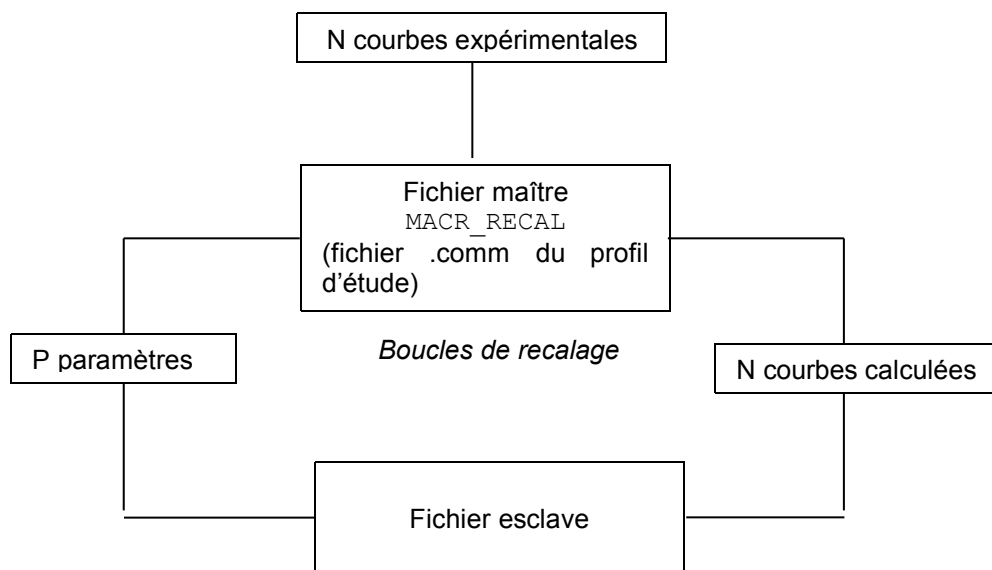 N courbes expérimentales
Fichier maître
MACR_RECAL
(fichier .comm du profil
d'étude)
Boucles de recalage
P paramètres
N courbes calculées
Fichier esclave